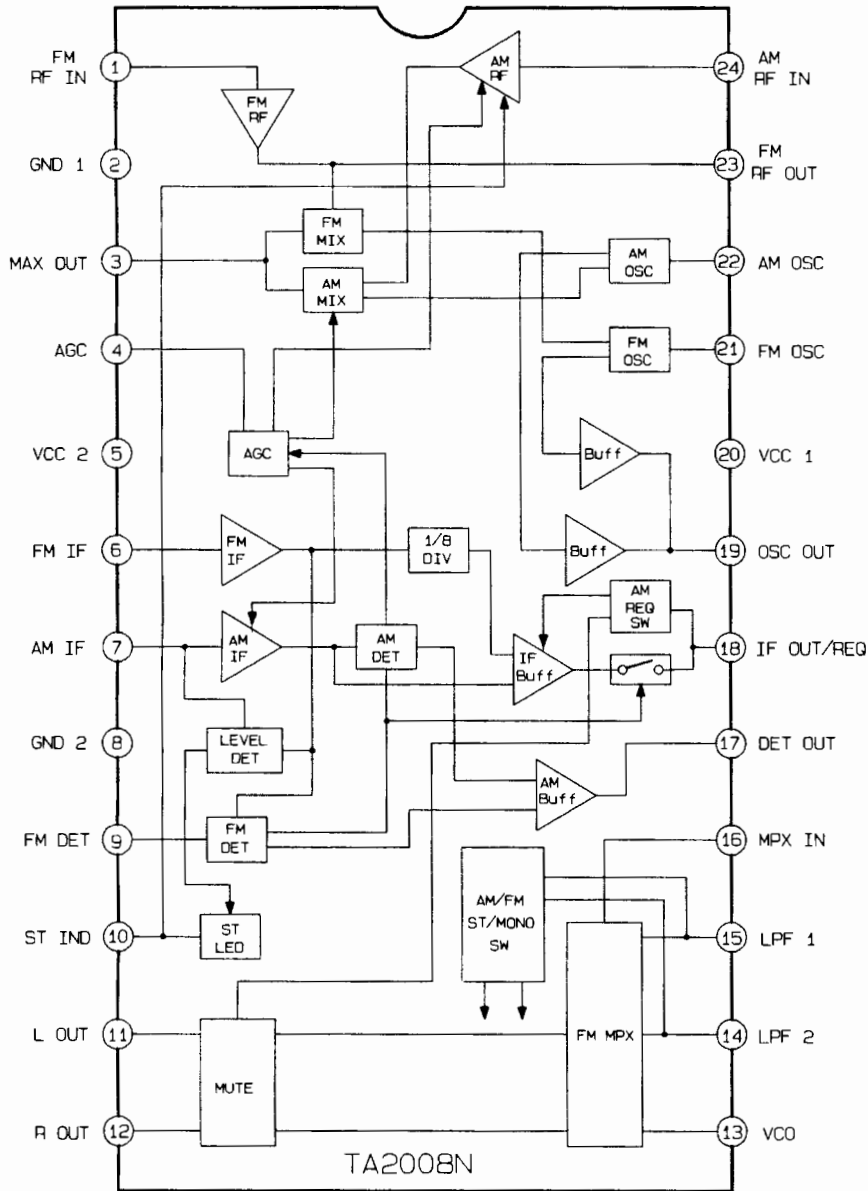 FM
RF IN
1
GND 1
2
MAX OUT
3
AGC
4
VCC 2
5
FM IF
6
AM IF
7
GND 2
8
FM DET
9
ST IND
10
L OUT
11
R OUT
12
24
AM
RF IN
23
FM
RF OUT
22
AM OSC
21
FM OSC
20
VCC 1
19
OSC OUT
18
IF OUT/REQ
17
DET OUT
16
MPX IN
15
LPF 1
14
LPF 2
13
VCO
FM
RF
AM
RF
FM
MIX
AM
MIX
AM
OSC
FM
OSC
AGC
Buff
Buff
FM
IF
1/8
DIV
AM
REQ
SW
AM
IF
AM
DET
IF
Buff
LEVEL
DET
AM
Buff
FM
DET
AM/FM
ST/MONO
SW
ST
LED
MUTE
FM MPX
TA2008N